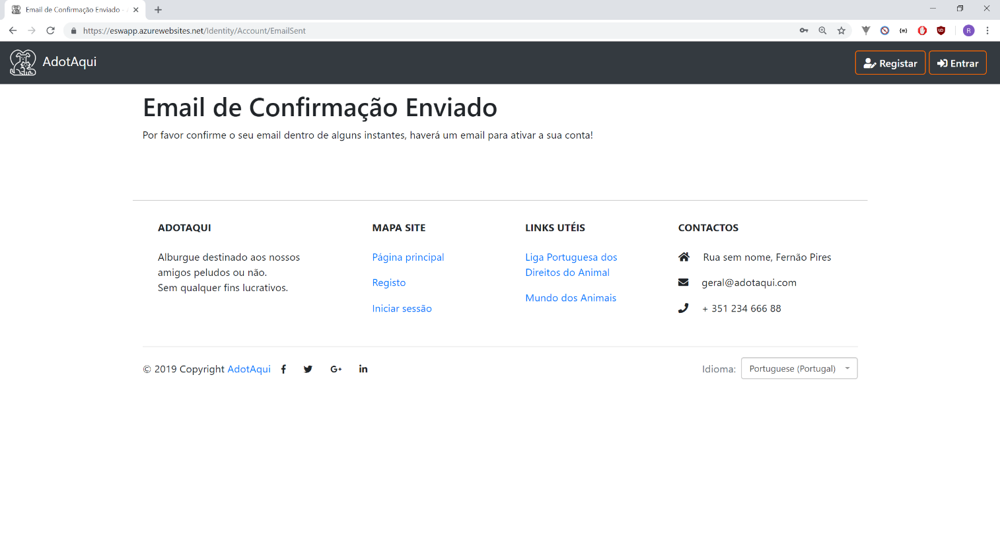 Email de Confirmação Enviado -
https://eswapp.azurewebsites.net/Identity/Account/EmailSent
R
AdotAqui
Registar
Entrar
Email de Confirmação Enviado
Por favor confirme o seu email dentro de alguns instantes, haverá um email para ativar a sua conta!
ADOTAQUI
Alburgue destinado aos nossos
amigos peludos ou não.
Sem qualquer fins lucrativos.
MAPA SITE
Página principal
Registo
Iniciar sessão
LINKS UTÉIS
Liga Portuguesa dos
Direitos do Animal
Mundo dos Animais
CONTACTOS
Rua sem nome, Fernão Pires
geral@adotaqui.com
+ 351 234 666 88
© 2019 Copyright AdotAqui
Idioma: Portuguese (Portugal)